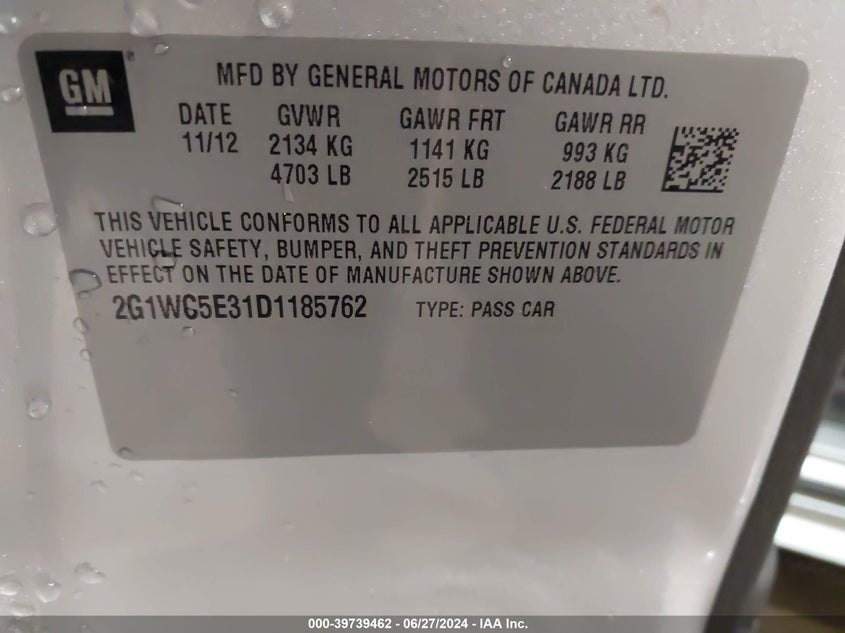 GM
MFD BY GENERAL MOTORS OF CANADA LTD.
DATE GVWR GAWR FRT GAWR RR
11/12 2134 KG 1141 KG 993 KG
4703 LB 2515 LB 2188 LB
THIS VEHICLE CONFORMS TO ALL APPLICABLE U.S. FEDERAL MOTOR
VEHICLE SAFETY, BUMPER, AND THEFT PREVENTION STANDARDS IN
EFFECT ON THE DATE OF MANUFACTURE SHOWN ABOVE.
2G1WC5E31D1185762 TYPE: PASS CAR
000-39739462 - 06/27/2024 - IAA Inc.